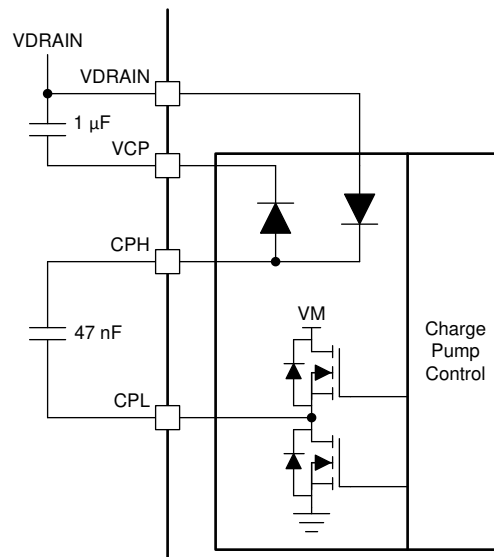 VDRAIN
VDRAIN
1 µF
VCP
CPH
47 nF
VM
Charge
Pump
Control
CPL